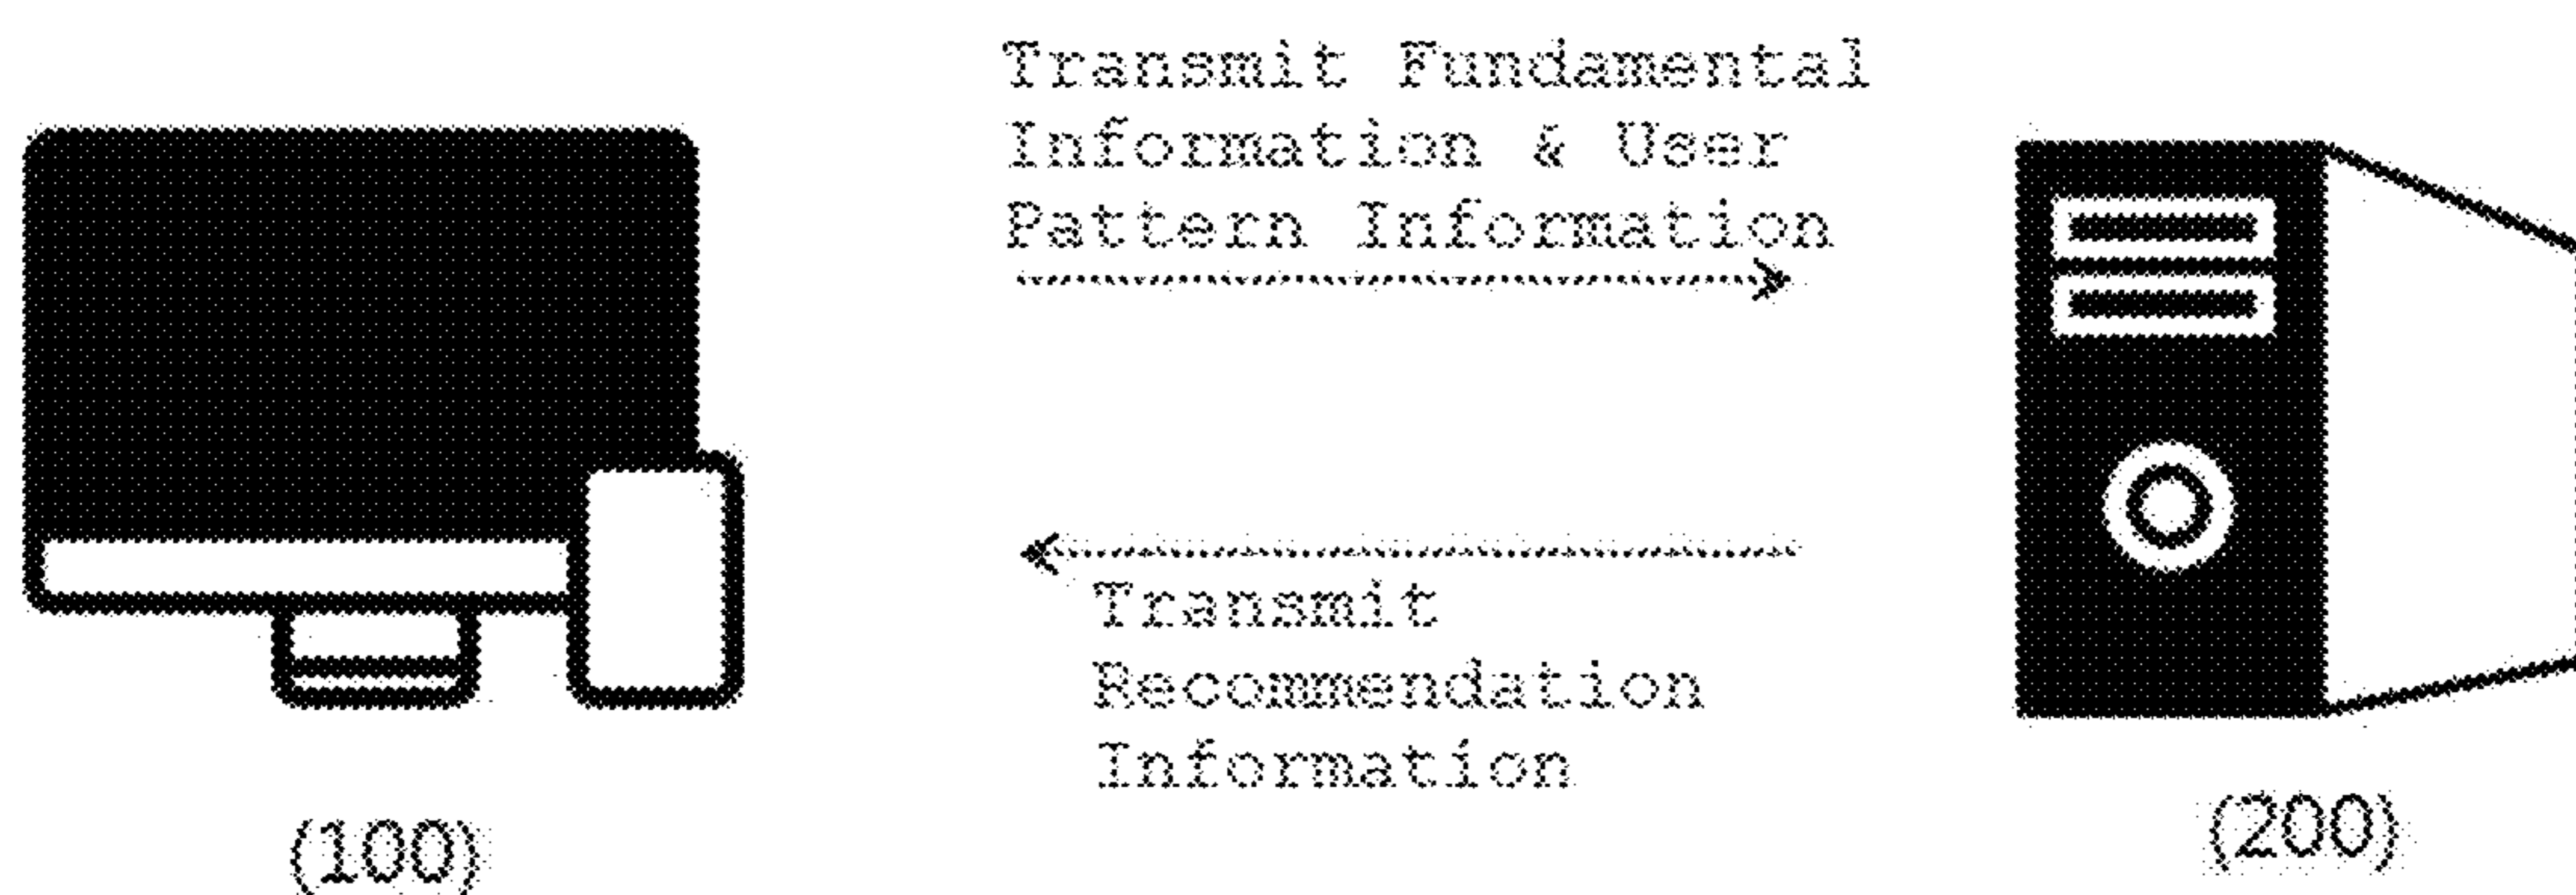 Transmit Fundamental
Information & User
Pattern Information
Transmit
Recommendation
Information
(100)
(200)